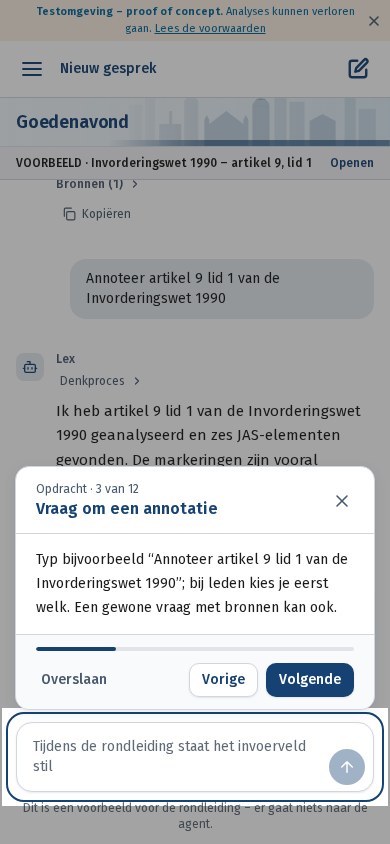 Testomgeving – proof of concept. Analyses kunnen verloren
gaan. Lees de voorwaarden
Nieuw gesprek
Goedenavond
VOORBEELD · Invorderingswet 1990 – artikel 9, lid 1 Openen
Bronnen (1)
Kopiëren
Annoteer artikel 9 lid 1 van de
Invorderingswet 1990
Lex
Denkproces
Ik heb artikel 9 lid 1 van de Invorderingswet
1990 geanalyseerd en zes JAS-elementen
gevonden. De markeringen zijn vooral
Opdracht · 3 van 12
Vraag om een annotatie
Typ bijvoorbeeld “Annoteer artikel 9 lid 1 van de
Invorderingswet 1990”; bij leden kies je eerst
welk. Een gewone vraag met bronnen kan ook.
Overslaan Vorige Volgende
Tijdens de rondleiding staat het invoerveld
stil
Dit is een voorbeeld voor de rondleiding – er gaat niets naar de
agent.